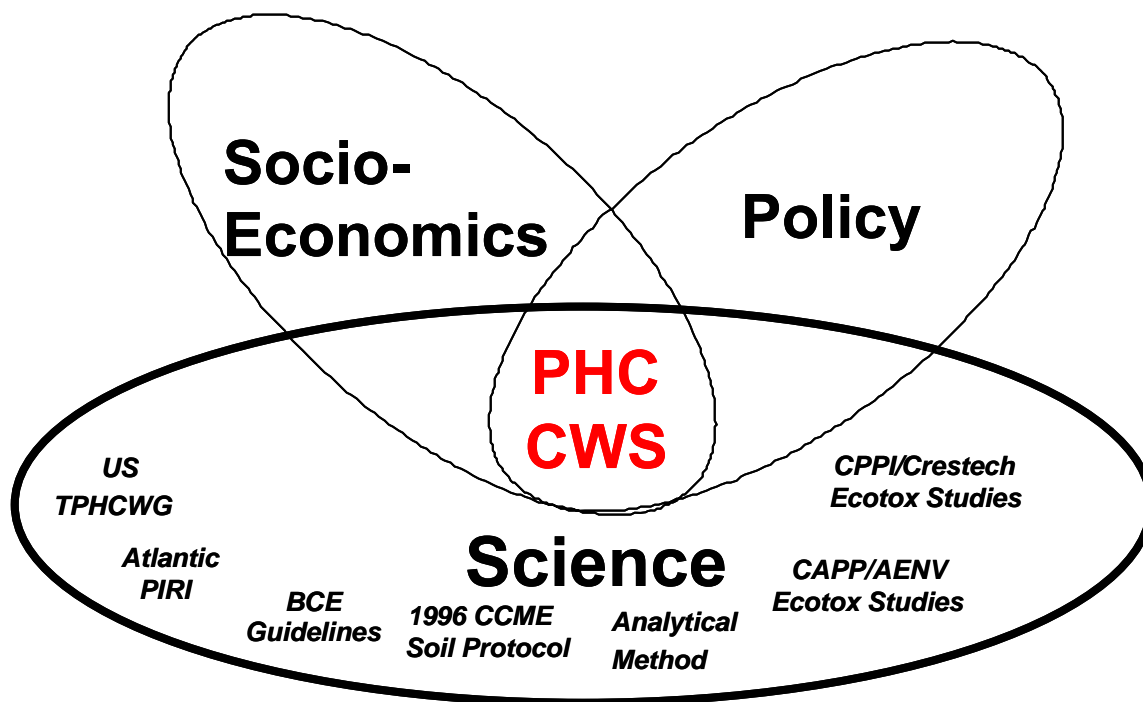 Socio-
Economics
Policy
PHC
CWS
US
TPHCWG
Atlantic
PIRI
BCE
Guidelines
Science
1996 CCME
Soil Protocol
Analytical
Method
CPPI/Crestech
Ecotox Studies
CAPP/AENV
Ecotox Studies